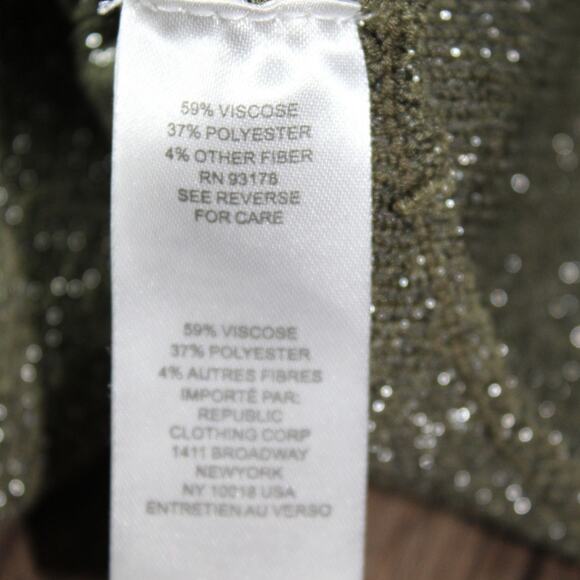 59% VISCOSE
37% POLYESTER
4% OTHER FIBER
RN 93178
SEE REVERSE
FOR CARE
59% VISCOSE
37% POLYESTER
4% AUTRES FIBRES
IMPORTÉ PAR:
REPUBLIC
CLOTHING CORP
1411 BROADWAY
NEWYORK
NY 10018 USA
ENTRETIEN AU VERSO